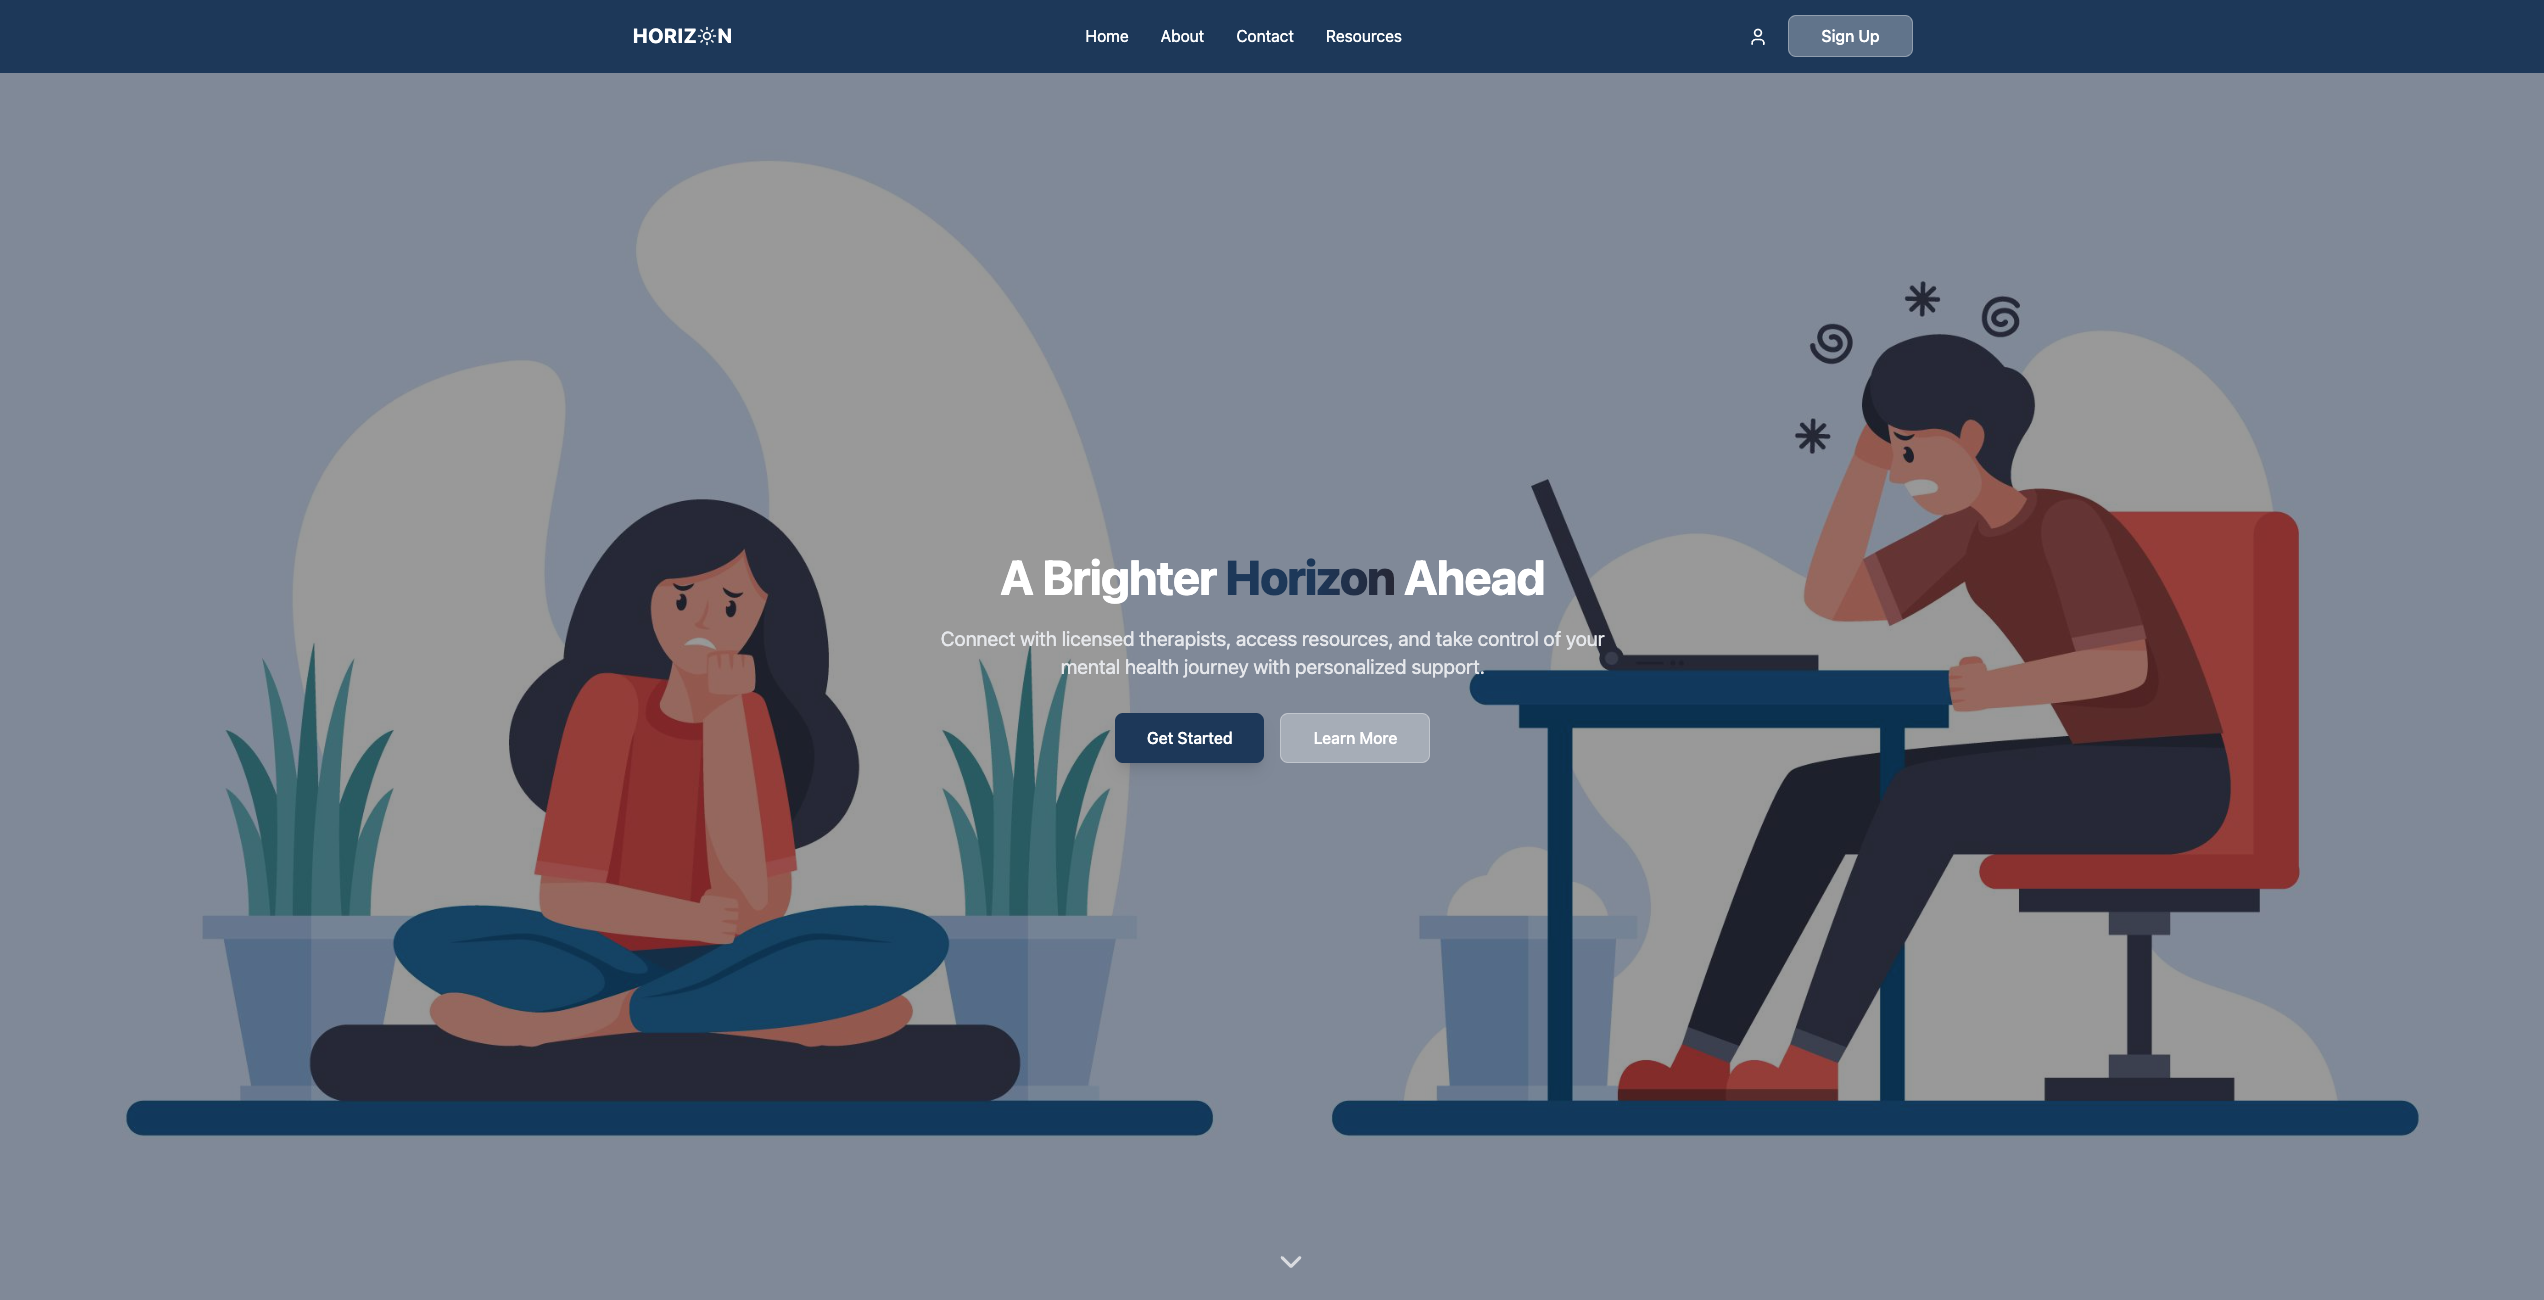 HORIZON
Home
About
Contact
Resources
Sign Up
A Brighter Horizon Ahead
Connect with licensed therapists, access resources, and take control of your
mental health journey with personalized support.
Get Started
Learn More